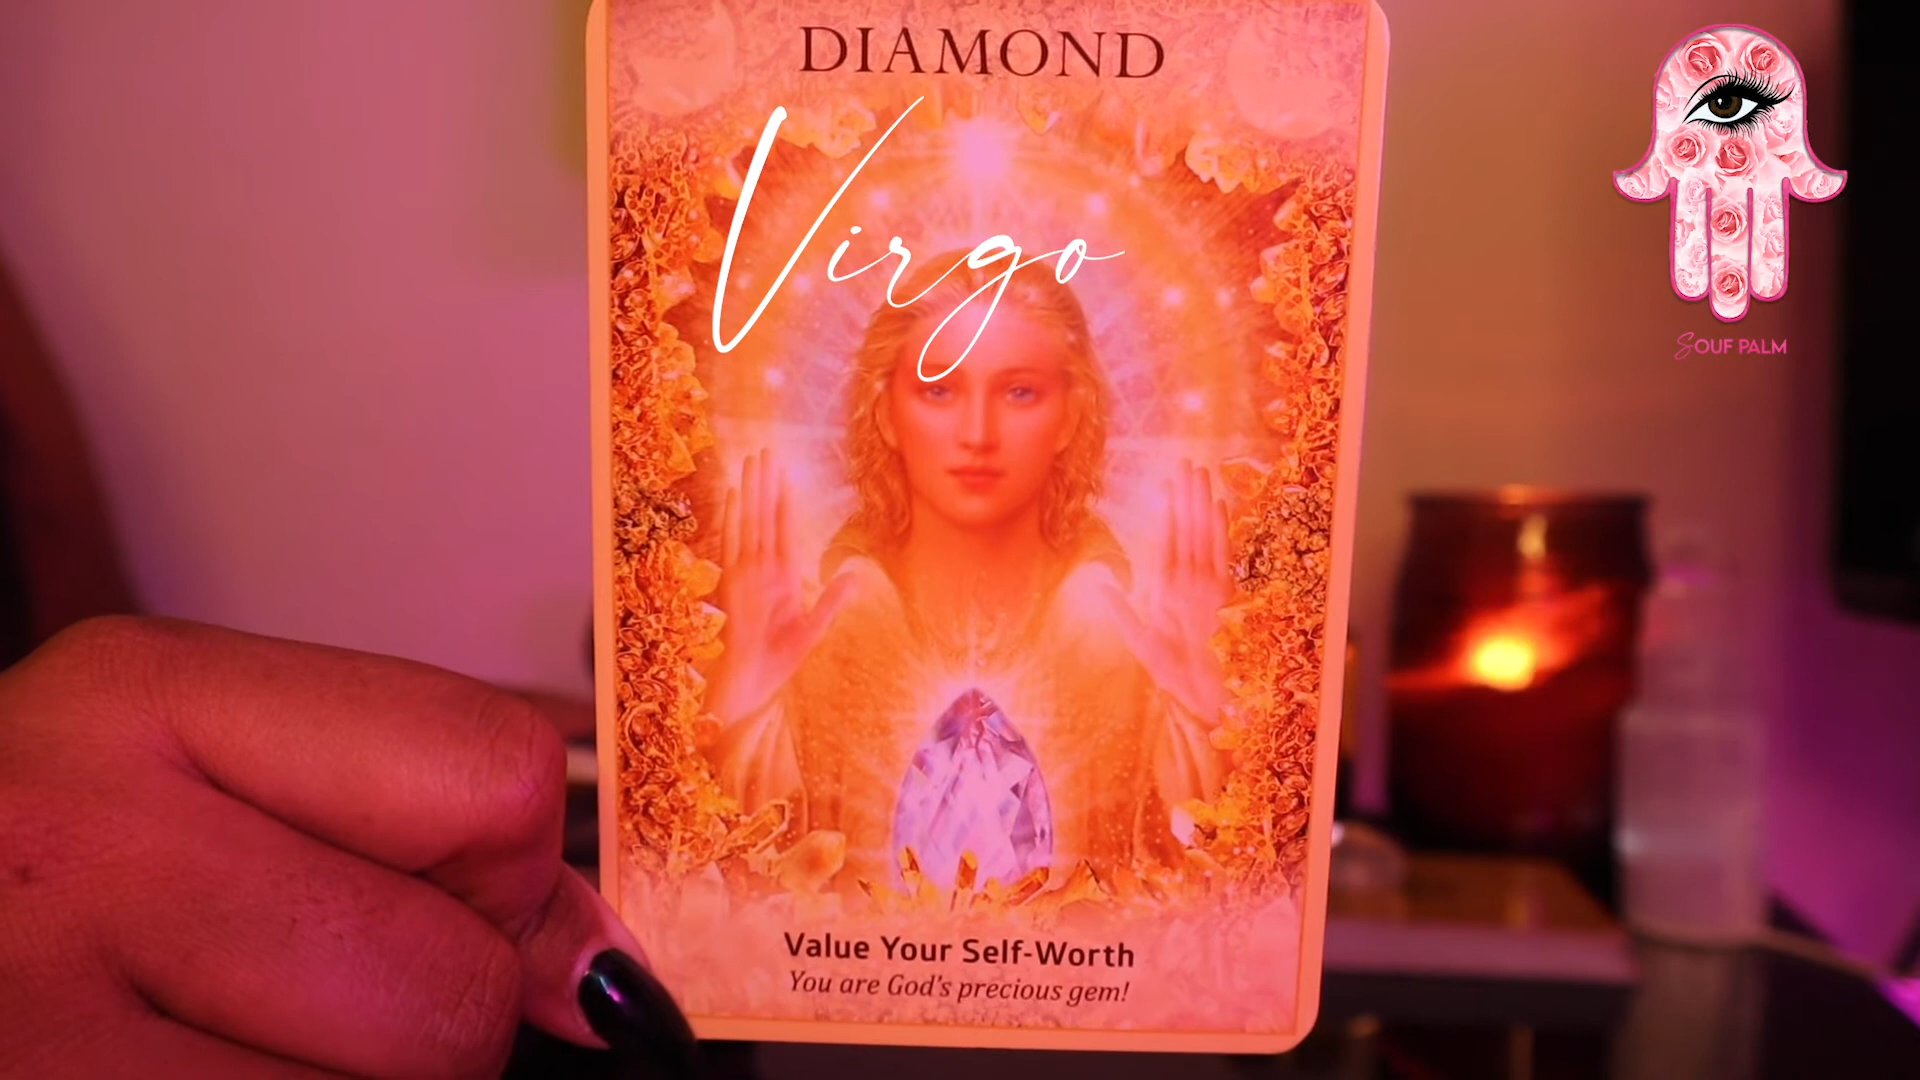 DIAMOND
Virgo
SOUF PALM
Value Your Self-Worth
You are God's precious gem!